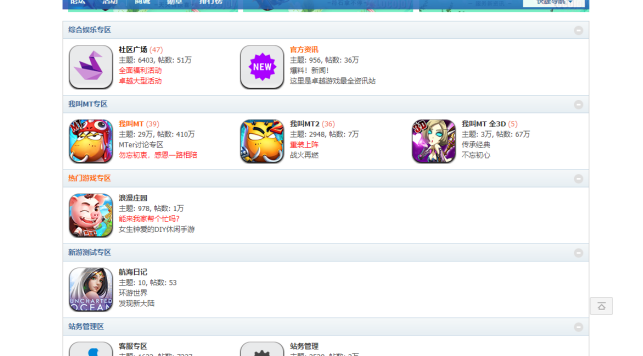 论坛 活动 商城 勋章 排行榜 快捷导航
综合娱乐专区
社区广场 (47)
主题: 6403, 帖数: 51万
全面福利活动
卓越大型活动
NEW
官方资讯
主题: 956, 帖数: 36万
爆料！新闻！
这里是卓越游戏最全资讯站
我叫MT专区
我叫MT (39)
主题: 29万, 帖数: 410万
MTer讨论专区
勿忘初衷，感恩一路相陪
我叫MT2 (36)
主题: 2948, 帖数: 7万
重装上阵
战火再燃
我叫MT 全3D (5)
主题: 3万, 帖数: 67万
传承经典
不忘初心
热门游戏专区
浪漫庄园
主题: 978, 帖数: 1万
能来我家帮个忙吗？
女生钟爱的DIY休闲手游
新游测试专区
UNCHARTED
OCEAN
航海日记
主题: 10, 帖数: 53
环游世界
发现新大陆
站务管理区
客服专区
站务管理